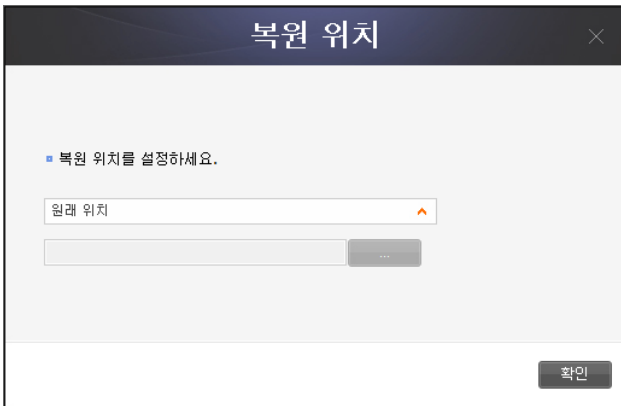 복원 위치
복원 위치를 설정하세요.
원래 위치
...
확인